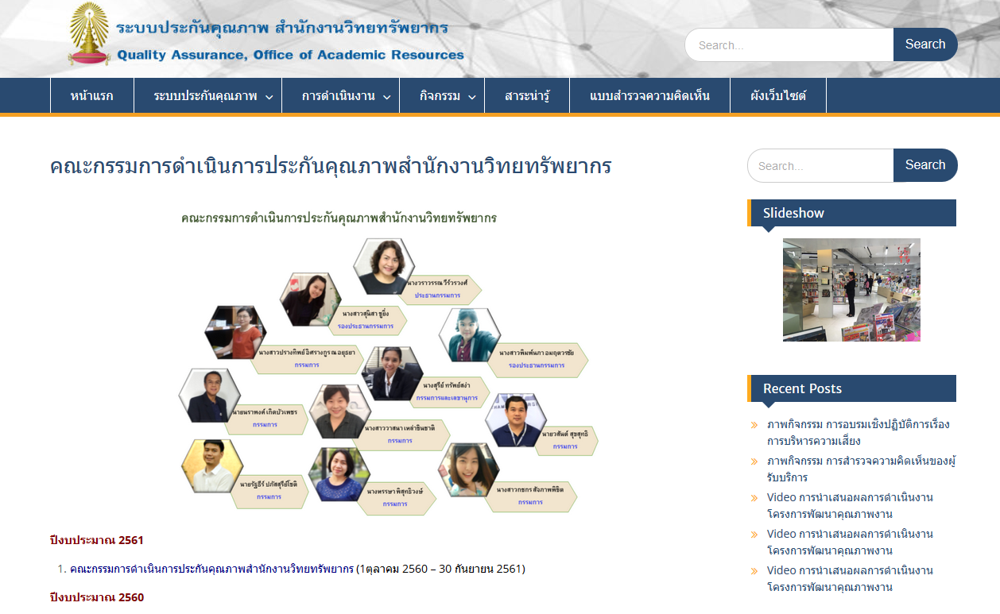 ระบบประกันคุณภาพ สำนักงานวิทยทรัพยากร
Quality Assurance, Office of Academic Resources
Search...
Search
หน้าแรก
ระบบประกันคุณภาพ
การดำเนินงาน
กิจกรรม
สาระน่ารู้
แบบสำรวจความคิดเห็น
ผังเว็บไซต์
คณะกรรมการดำเนินการประกันคุณภาพสำนักงานวิทยทรัพยากร
คณะกรรมการดำเนินการประกันคุณภาพสำนักงานวิทยทรัพยากร
นางวราวรรณ วีร์วรวงศ์
ประธานกรรมการ
นางสาวสุนิสา ขูยิ่ง
รองประธานกรรมการ
นางสาวปรางทิพย์ อิศรางกูร ณ อยุธยา
กรรมการ
นางสาวพิมพ์นภา อมฤตวรชัย
รองประธานกรรมการ
นางสุรีย์ ทรัพย์สง่า
กรรมการและเลขานุการ
นายนราพงค์ เกิดบัวเพชร
กรรมการ
นางสาววาสนา เหล่าชินชาติ
กรรมการ
นายวสันต์ สุขสุทธิ
กรรมการ
นายรัฐธีร์ ปภัสสุรีย์โชติ
กรรมการ
นางพรรษา พิสุทธิวงษ์
กรรมการ
นางสาวกชกร สัจภาพพิชิต
กรรมการ
ปีงบประมาณ 2561
1. คณะกรรมการดำเนินการประกันคุณภาพสำนักงานวิทยทรัพยากร (1ตุลาคม 2560 – 30 กันยายน 2561)
ปีงบประมาณ 2560
Search...
Search
Slideshow
Recent Posts
ภาพกิจกรรม การอบรมเชิงปฏิบัติการเรื่อง
การบริหารความเสี่ยง
ภาพกิจกรรม การสำรวจความคิดเห็นของผู้
รับบริการ
Video การนำเสนอผลการดำเนินงาน
โครงการพัฒนาคุณภาพงาน
Video การนำเสนอผลการดำเนินงาน
โครงการพัฒนาคุณภาพงาน
Video การนำเสนอผลการดำเนินงาน
โครงการพัฒนาคุณภาพงาน